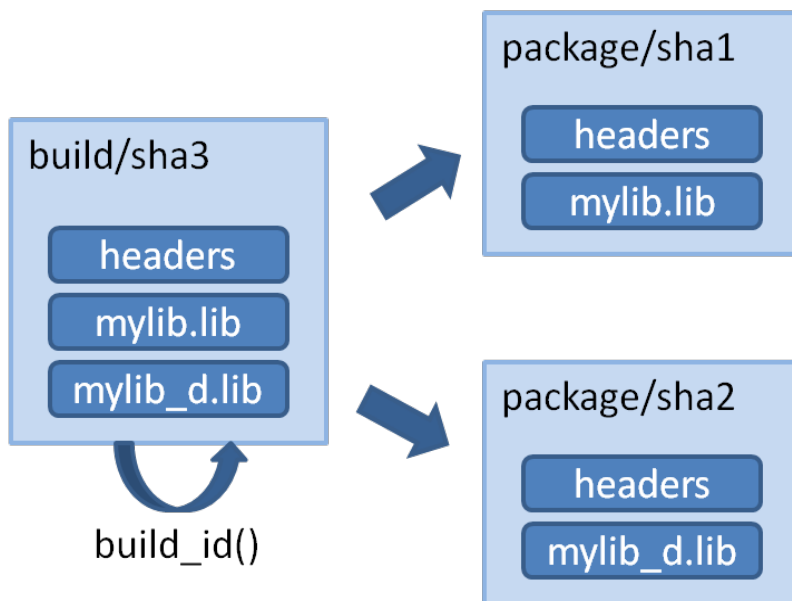 build/sha3
headers
mylib.lib
mylib_d.lib
build_id()
package/sha1
headers
mylib.lib
package/sha2
headers
mylib_d.lib